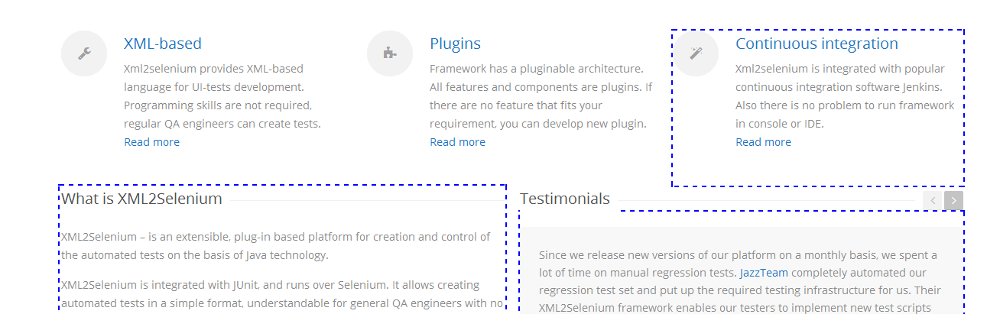 XML-based
Xml2selenium provides XML-based
language for UI-tests development.
Programming skills are not required,
regular QA engineers can create tests.
Read more
Plugins
Framework has a pluginable architecture.
All features and components are plugins. If
there are no feature that fits your
requirement, you can develop new plugin.
Read more
Continuous integration
Xml2selenium is integrated with popular
continuous integration software Jenkins.
Also there is no problem to run framework
in console or IDE.
Read more
What is XML2Selenium
XML2Selenium – is an extensible, plug-in based platform for creation and control of
the automated tests on the basis of Java technology.
XML2Selenium is integrated with JUnit, and runs over Selenium. It allows creating
automated tests in a simple format, understandable for general QA engineers with no
Testimonials
Since we release new versions of our platform on a monthly basis, we spent a
lot of time on manual regression tests. JazzTeam completely automated our
regression test set and put up the required testing infrastructure for us. Their
XML2Selenium framework enables our testers to implement new test scripts